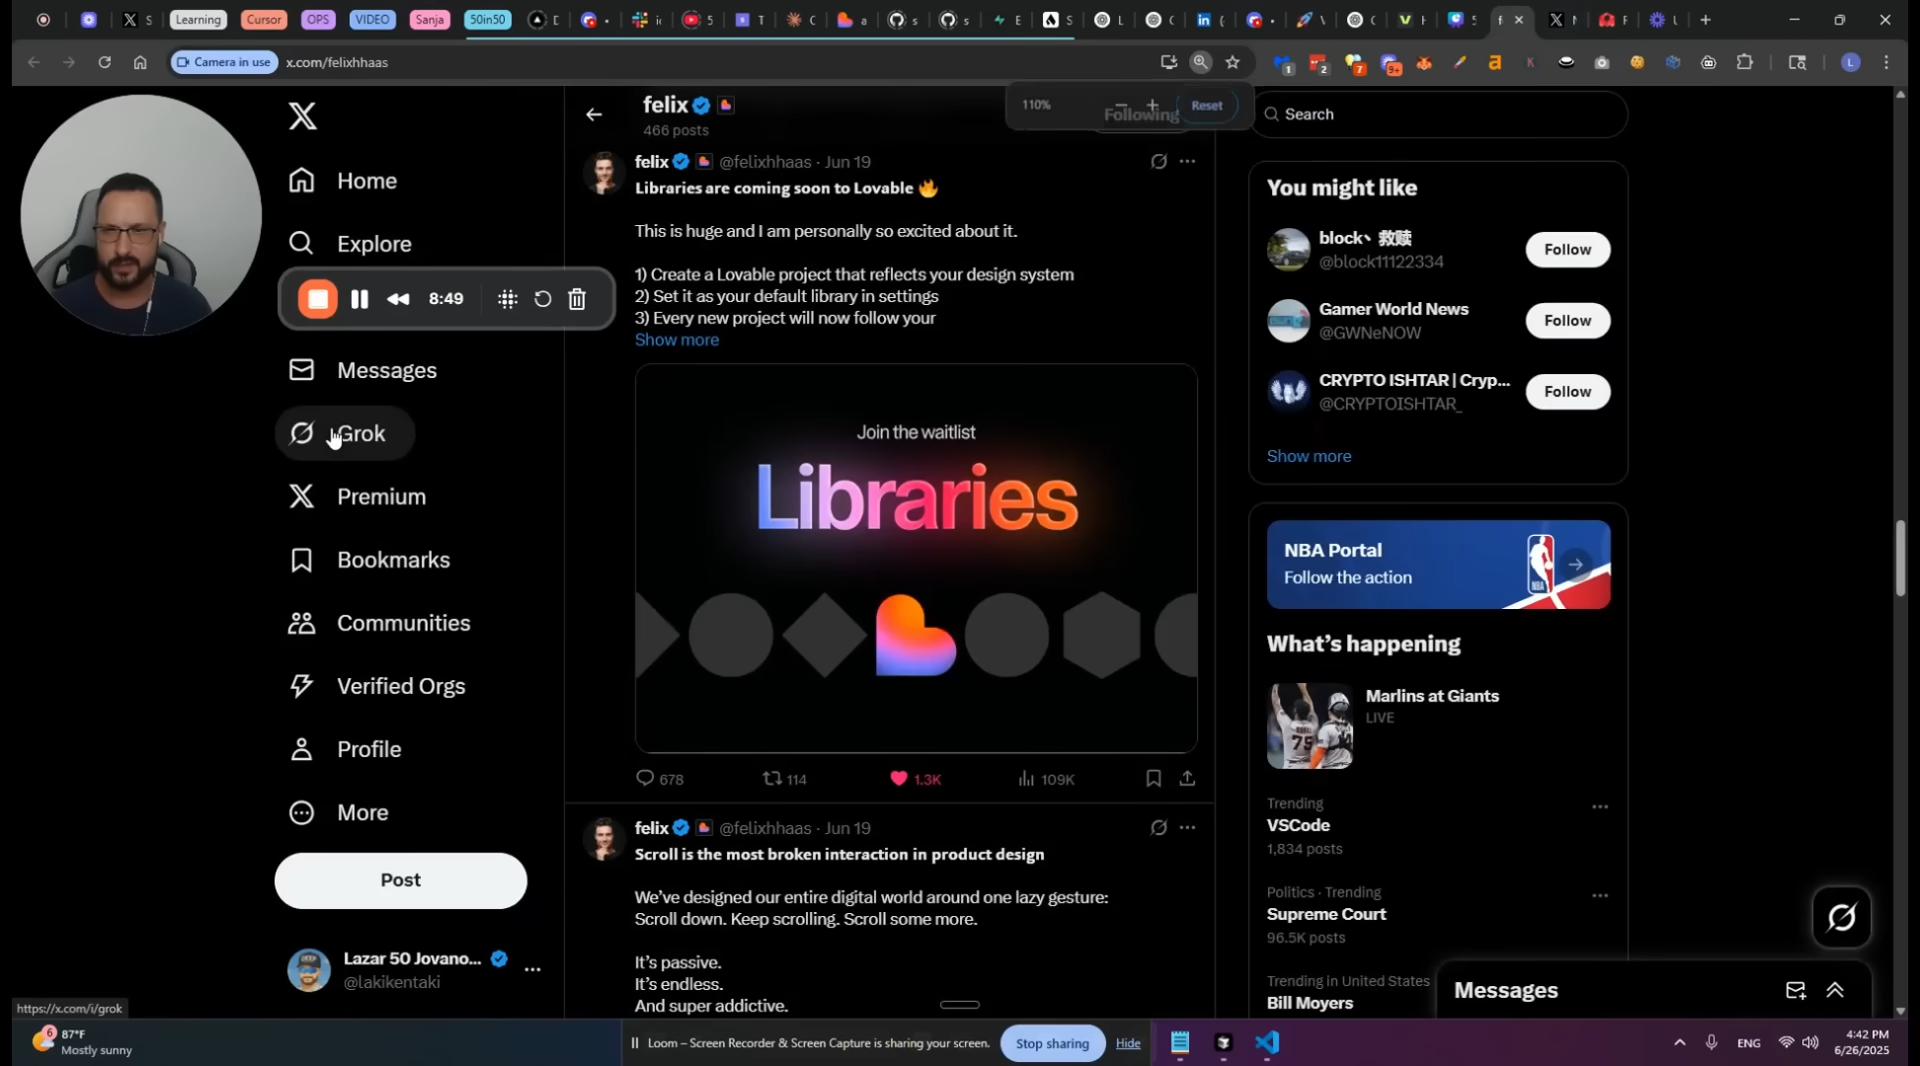 Learning
Cursor
OPS
VIDEO
Sanja
50in50
Camera in use
x.com/felixhhaas
110%
Reset
Following
felix
466 posts
Search
Home
Explore
8:49
Messages
Grok
Premium
Bookmarks
Communities
Verified Orgs
Profile
More
Post
Lazar 50 Jovano...
@lakikentaki
https://x.com/i/grok
felix @felixhhaas · Jun 19
Libraries are coming soon to Lovable 🔥
This is huge and I am personally so excited about it.
1) Create a Lovable project that reflects your design system
2) Set it as your default library in settings
3) Every new project will now follow your
Show more
Join the waitlist
Libraries
678
114
1.3K
109K
felix @felixhhaas · Jun 19
Scroll is the most broken interaction in product design
We've designed our entire digital world around one lazy gesture:
Scroll down. Keep scrolling. Scroll some more.
It's passive.
It's endless.
And super addictive.
You might like
block丶救赎
@block11122334
Follow
Gamer World News
@GWNeNOW
Follow
CRYPTO ISHTAR | Cryp...
@CRYPTOISHTAR_
Follow
Show more
NBA Portal
Follow the action
What's happening
Marlins at Giants
LIVE
Trending
VSCode
1,834 posts
Politics · Trending
Supreme Court
96.5K posts
Trending in United States
Bill Moyers
Messages
6
87°F
Mostly sunny
Loom – Screen Recorder & Screen Capture is sharing your screen.
Stop sharing
Hide
ENG
4:42 PM
6/26/2025